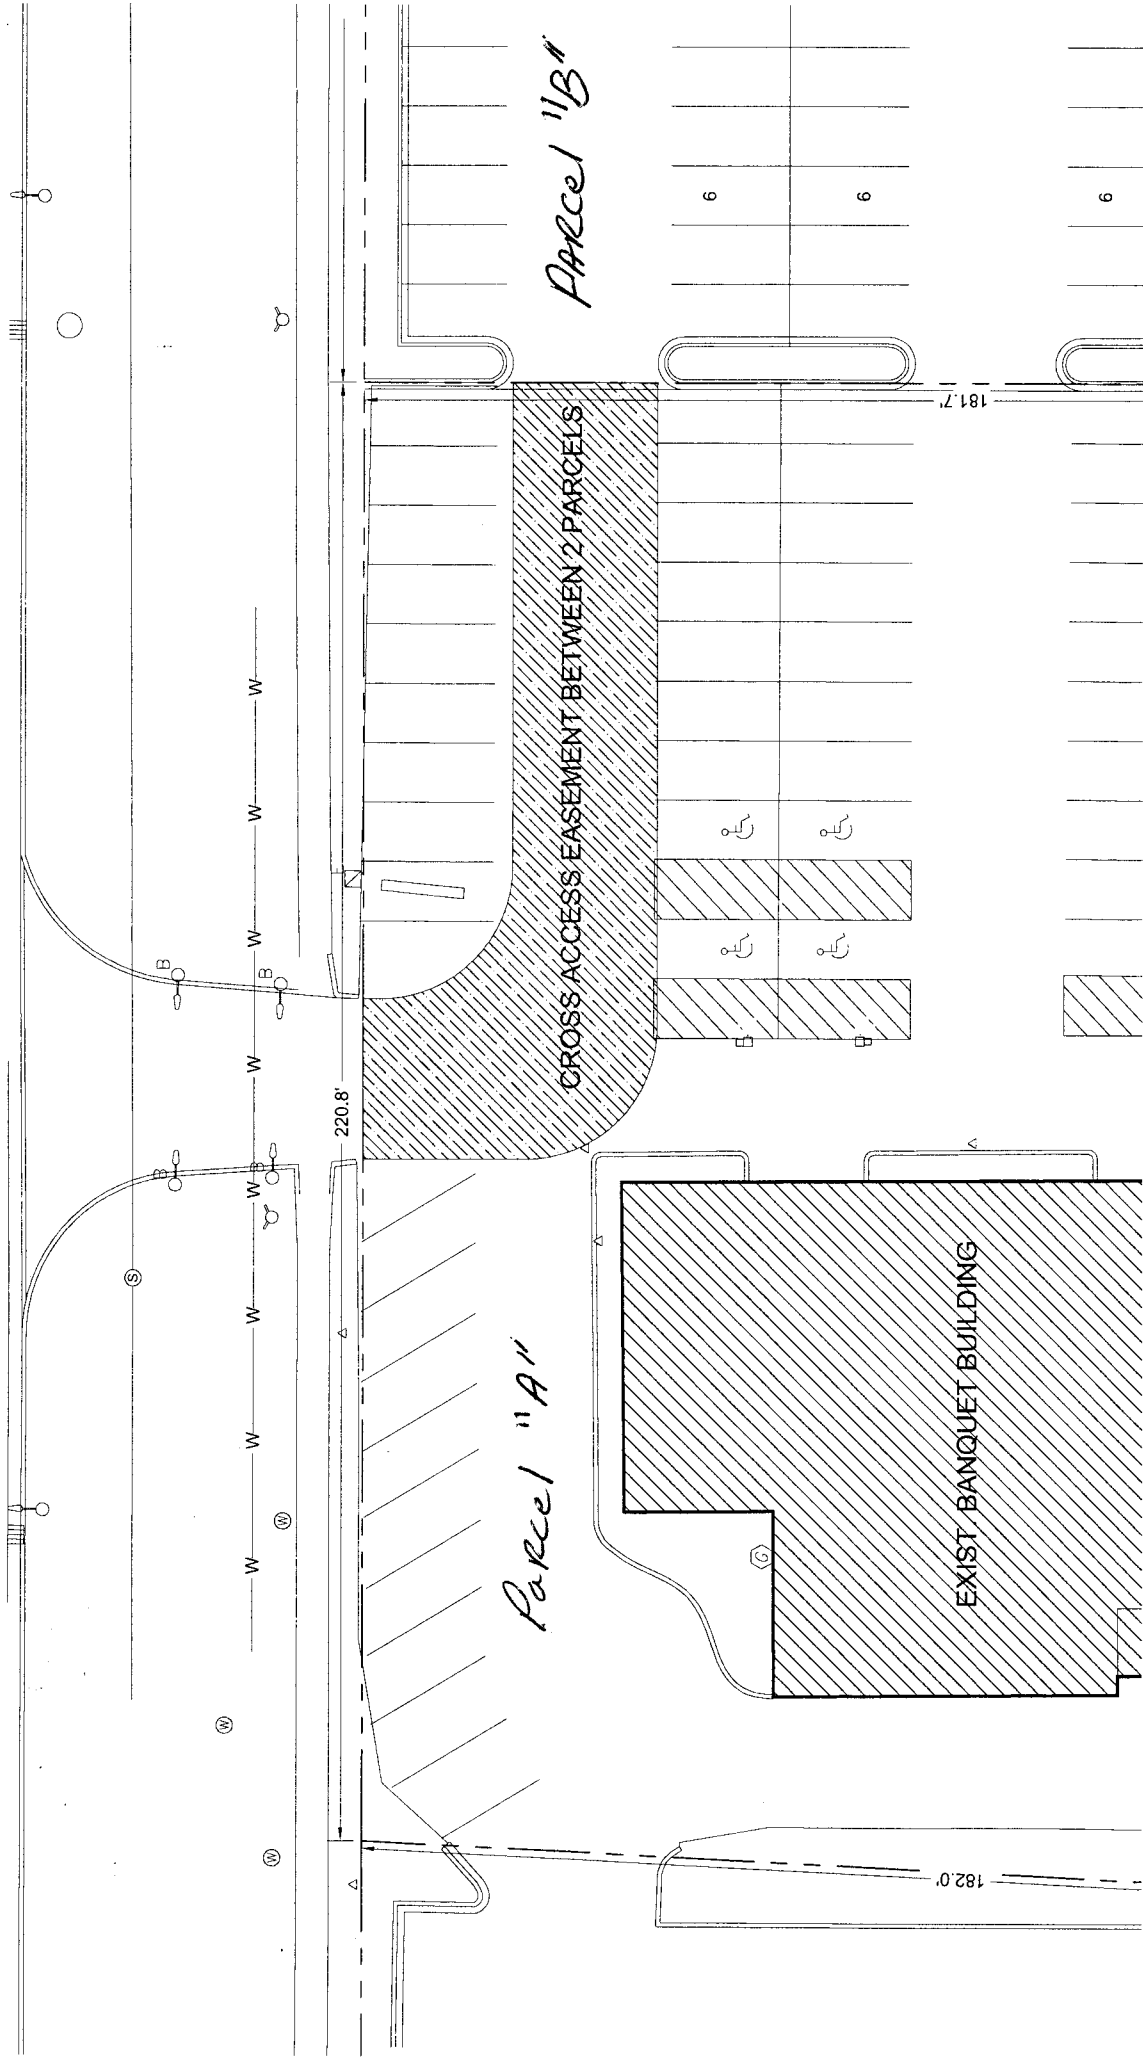 Parcel "A"
PARcel "B"
CROSS ACCESS EASEMENT BETWEEN 2 PARCELS
EXIST. BANQUET BUILDING
220.8'
181.7'
182.0'
6
6
6
W
W
W
W
W
W
W
W
B
B
B
B
S
W
W
W
G